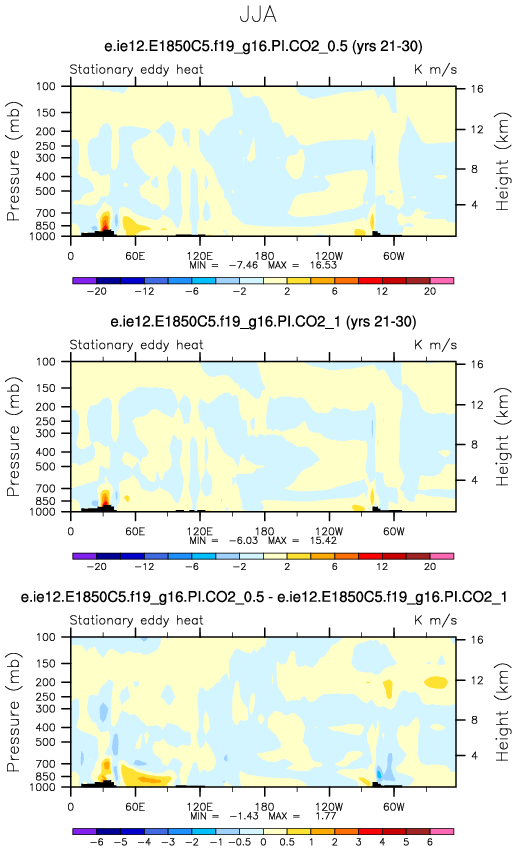 JJA
e.ie12.E1850C5.f19_g16.PI.CO2_0.5 (yrs 21-30)
Stationary eddy heat K m/s
Pressure (mb)
100
150
200
250
300
400
500
700
850
1000
16
12
8
4
Height (km)
0 60E 120E 180 120W 60W
MIN = -7.46 MAX = 16.53
-20 -12 -6 -2 2 6 12 20
e.ie12.E1850C5.f19_g16.PI.CO2_1 (yrs 21-30)
Stationary eddy heat K m/s
Pressure (mb)
100
150
200
250
300
400
500
700
850
1000
16
12
8
4
Height (km)
0 60E 120E 180 120W 60W
MIN = -6.03 MAX = 15.42
-20 -12 -6 -2 2 6 12 20
e.ie12.E1850C5.f19_g16.PI.CO2_0.5 - e.ie12.E1850C5.f19_g16.PI.CO2_1
Stationary eddy heat K m/s
Pressure (mb)
100
150
200
250
300
400
500
700
850
1000
16
12
8
4
Height (km)
0 60E 120E 180 120W 60W
MIN = -1.43 MAX = 1.77
-6 -5 -4 -3 -2 -1 -0.5 0 0.5 1 2 3 4 5 6